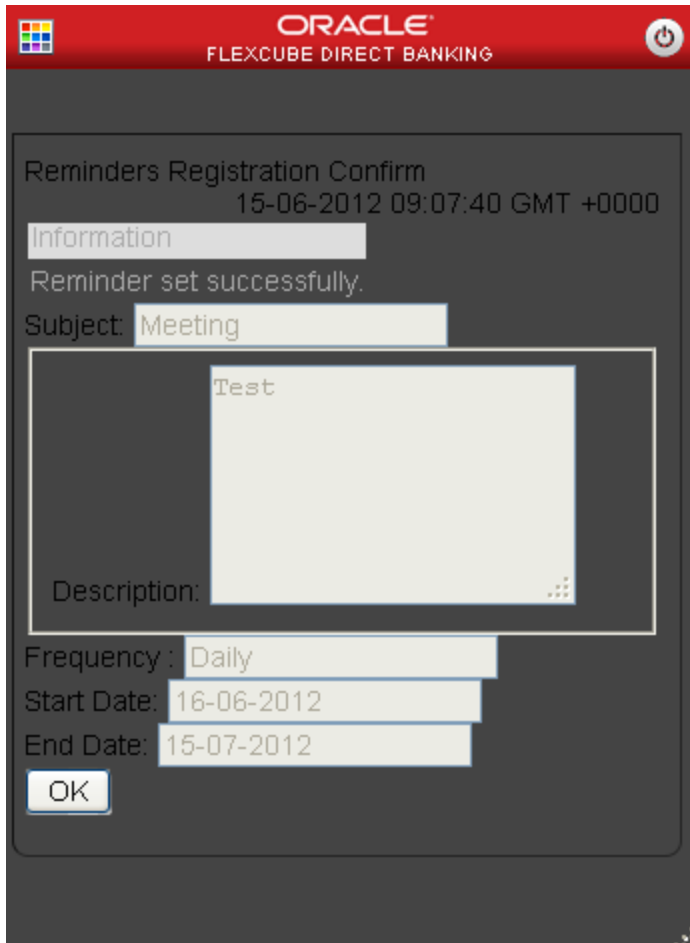 ORACLE
FLEXCUBE DIRECT BANKING
Reminders Registration Confirm
15-06-2012 09:07:40 GMT +0000
Information
Reminder set successfully.
Subject: Meeting
Test
Description:
Frequency : Daily
Start Date: 16-06-2012
End Date: 15-07-2012
OK